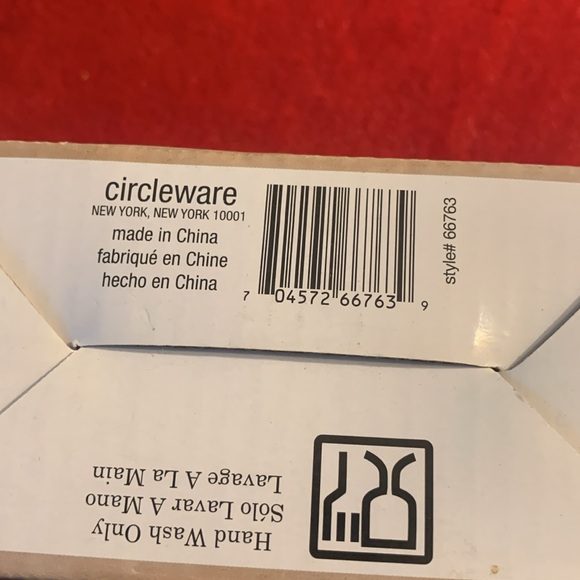 circleware
NEW YORK, NEW YORK 10001
made in China
fabriqué en Chine
hecho en China
7 04572 66763 9
style# 66763
Hand Wash Only
Sólo Lavar A Mano
Lavage A La Main